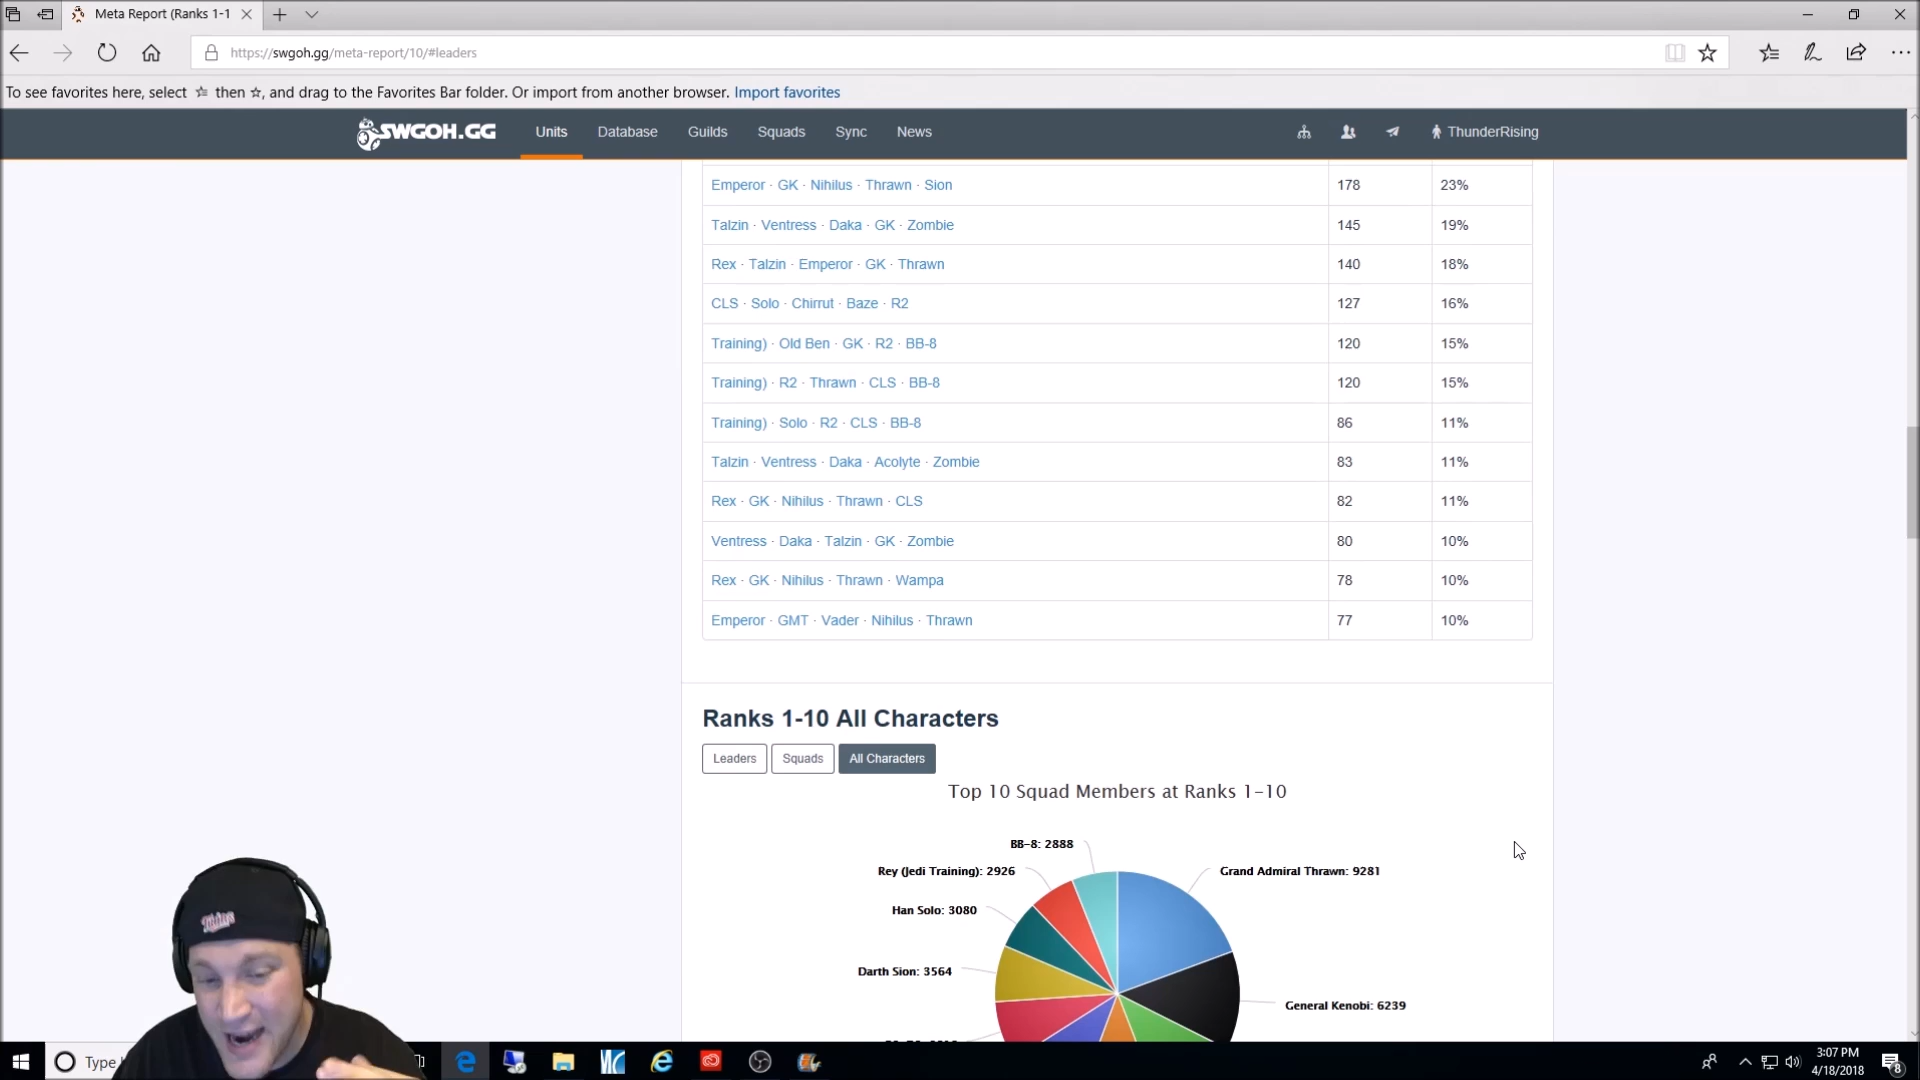 Meta Report (Ranks 1-1
https://swgoh.gg/meta-report/10/#leaders
To see favorites here, select then , and drag to the Favorites Bar folder. Or import from another browser. Import favorites
SWGOH.GG Units Database Guilds Squads Sync News ThunderRising
Emperor · GK · Nihilus · Thrawn · Sion 178 23%
Talzin · Ventress · Daka · GK · Zombie 145 19%
Rex · Talzin · Emperor · GK · Thrawn 140 18%
CLS · Solo · Chirrut · Baze · R2 127 16%
Training) · Old Ben · GK · R2 · BB-8 120 15%
Training) · R2 · Thrawn · CLS · BB-8 120 15%
Training) · Solo · R2 · CLS · BB-8 86 11%
Talzin · Ventress · Daka · Acolyte · Zombie 83 11%
Rex · GK · Nihilus · Thrawn · CLS 82 11%
Ventress · Daka · Talzin · GK · Zombie 80 10%
Rex · GK · Nihilus · Thrawn · Wampa 78 10%
Emperor · GMT · Vader · Nihilus · Thrawn 77 10%
Ranks 1-10 All Characters
Leaders Squads All Characters
Top 10 Squad Members at Ranks 1-10
BB-8: 2888
Rey (Jedi Training): 2926 Grand Admiral Thrawn: 9281
Han Solo: 3080
Darth Sion: 3564
General Kenobi: 6239
Type
3:07 PM
4/18/2018
8